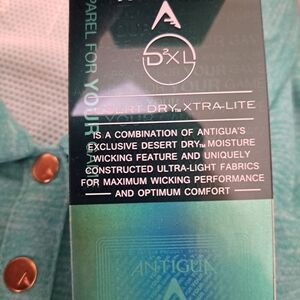 D²XL
DESERT DRY™ XTRA-LITE
IS A COMBINATION OF ANTIGUA'S
EXCLUSIVE DESERT DRY™ MOISTURE
WICKING FEATURE AND UNIQUELY
CONSTRUCTED ULTRA-LIGHT FABRICS
FOR MAXIMUM WICKING PERFORMANCE
AND OPTIMUM COMFORT
ANTIGUA
PAREL FOR YOUR